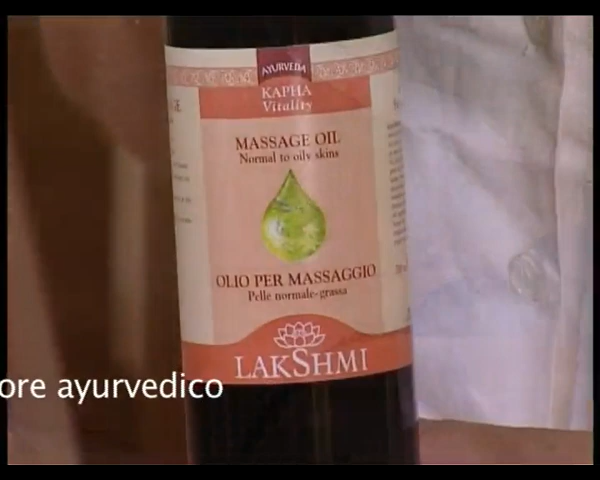 AYURVEDA
KAPHA
Vitality
MASSAGE OIL
Normal to oily skins
OLIO PER MASSAGGIO
Pelle normale-grassa
LAKSHMI
ore ayurvedico